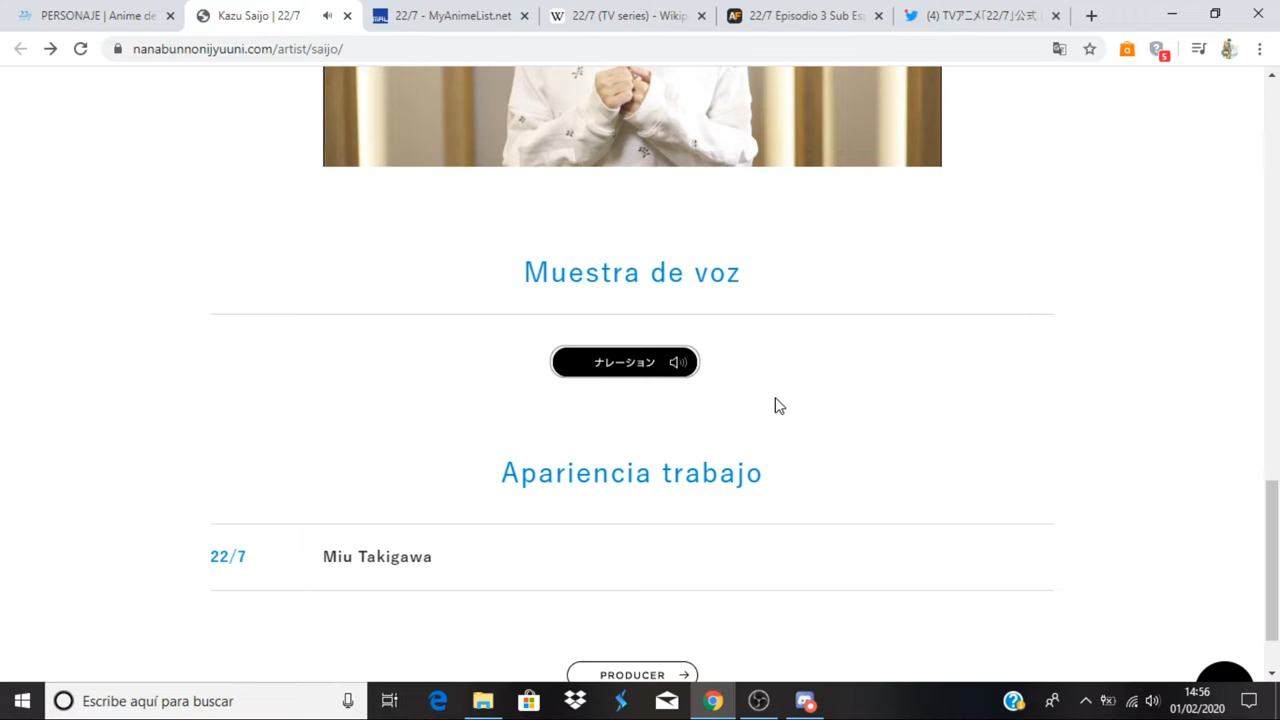 PERSONAJE | Anime de
Kazu Saijo | 22/7
22/7 - MyAnimeList.net
22/7 (TV series) - Wikip
22/7 Episodio 3 Sub Esp
(4) TVアニメ「22/7」公式
nanabunnonijyuuni.com/artist/saijo/
5
Muestra de voz
ナレーション
Apariencia trabajo
22/7 Miu Takigawa
PRODUCER
Escribe aquí para buscar
14:56
01/02/2020